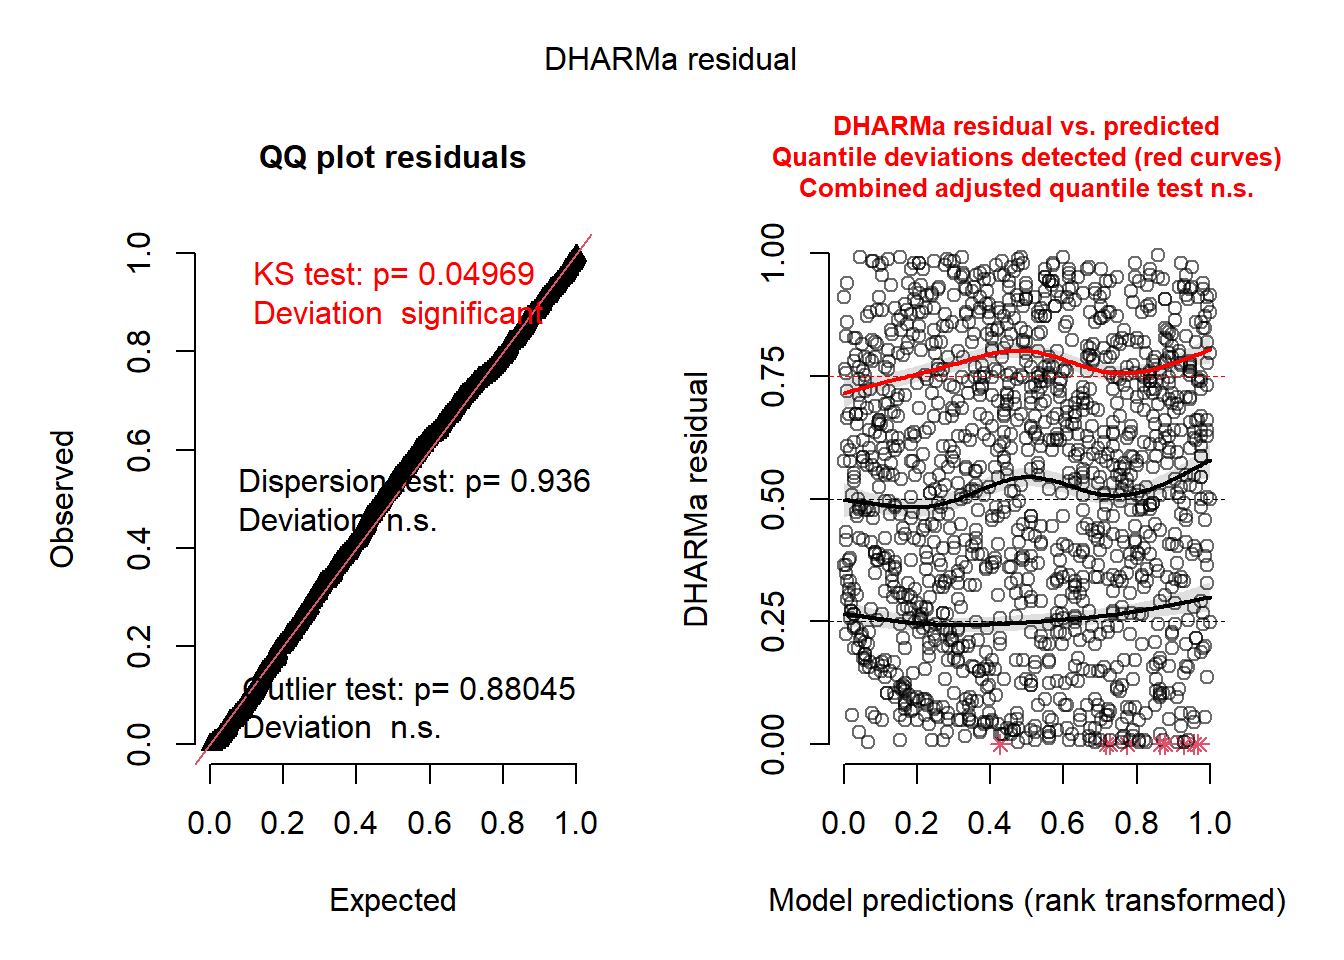 DHARMa residual
QQ plot residuals
KS test: p= 0.04969
Deviation  significant
Dispersion test: p= 0.936
Deviation  n.s.
Outlier test: p= 0.88045
Deviation  n.s.
Observed
1.0
0.8
0.6
0.4
0.2
0.0
0.0 0.2 0.4 0.6 0.8 1.0
Expected
DHARMa residual vs. predicted
Quantile deviations detected (red curves)
Combined adjusted quantile test n.s.
DHARMa residual
1.00
0.75
0.50
0.25
0.00
0.0 0.2 0.4 0.6 0.8 1.0
Model predictions (rank transformed)